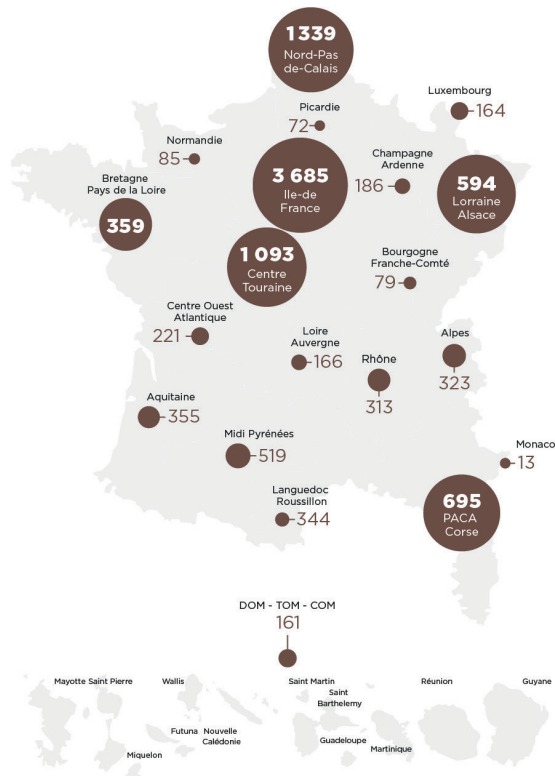 1 339
Nord-Pas
de-Calais
Luxembourg
164
Picardie
72
Normandie
85
Champagne
Ardenne
186
Bretagne
Pays de la Loire
359
3 685
Ile-de
France
594
Lorraine
Alsace
1 093
Centre
Touraine
Bourgogne
Franche-Comté
79
Centre Ouest
Atlantique
221
Loire
Auvergne
166
Rhône
313
Alpes
323
Aquitaine
355
Midi Pyrénées
519
Monaco
13
Languedoc
Roussillon
344
695
PACA
Corse
DOM - TOM - COM
161
Mayotte Saint Pierre
Wallis
Saint Martin
Saint
Barthelemy
Réunion
Guyane
Futuna
Nouvelle
Calédonie
Miquelon
Guadeloupe
Martinique